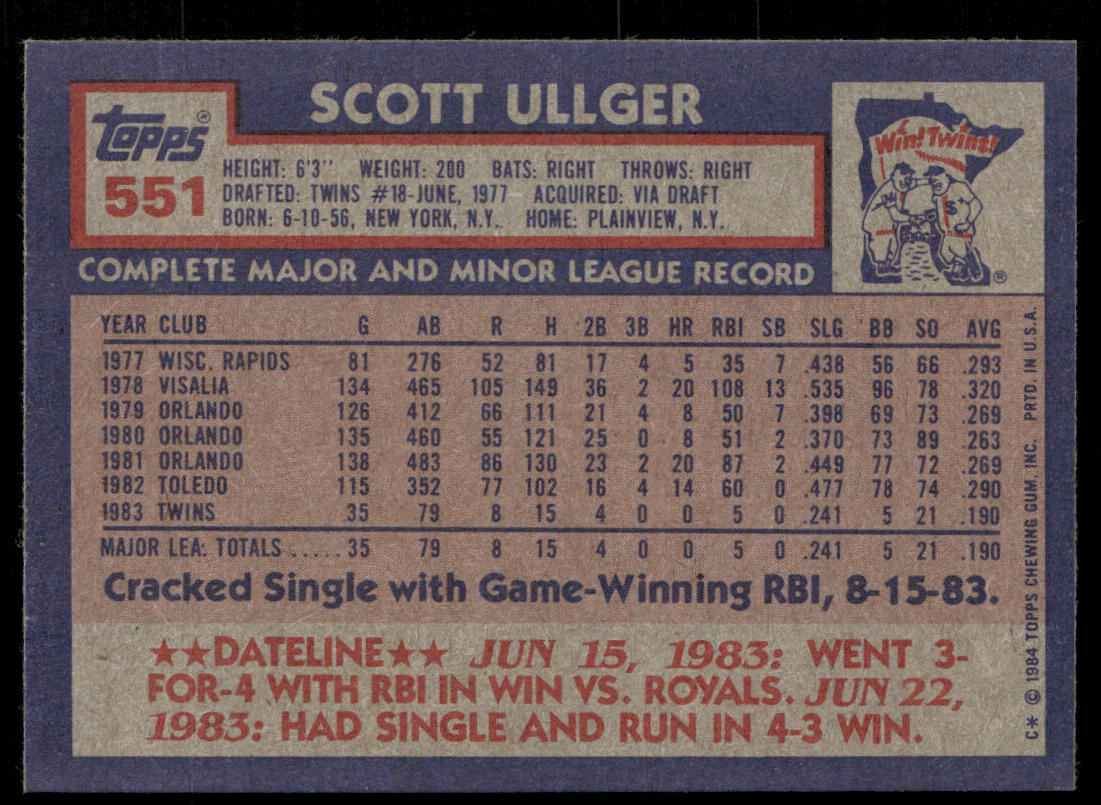 SCOTT ULLGER
Topps®
551
HEIGHT: 6'3" WEIGHT: 200 BATS: RIGHT THROWS: RIGHT
DRAFTED: TWINS #18-JUNE, 1977 ACQUIRED: VIA DRAFT
BORN: 6-10-56, NEW YORK, N.Y. HOME: PLAINVIEW, N.Y.
Win! Twins!
®
COMPLETE MAJOR AND MINOR LEAGUE RECORD
YEAR CLUB G AB R H 2B 3B HR RBI SB SLG BB SO AVG
1977 WISC. RAPIDS 81 276 52 81 17 4 5 35 7 .438 56 66 .293
1978 VISALIA 134 465 105 149 36 2 20 108 13 .535 96 78 .320
1979 ORLANDO 126 412 66 111 21 4 8 50 7 .398 69 73 .269
1980 ORLANDO 135 460 55 121 25 0 8 51 2 .370 73 89 .263
1981 ORLANDO 138 483 86 130 23 2 20 87 2 .449 77 72 .269
1982 TOLEDO 115 352 77 102 16 4 14 60 0 .477 78 74 .290
1983 TWINS 35 79 8 15 4 0 0 5 0 .241 5 21 .190
MAJOR LEA. TOTALS ..... 35 79 8 15 4 0 0 5 0 .241 5 21 .190
Cracked Single with Game-Winning RBI, 8-15-83.
★★DATELINE★★ JUN 15, 1983: WENT 3-
FOR-4 WITH RBI IN WIN VS. ROYALS. JUN 22,
1983: HAD SINGLE AND RUN IN 4-3 WIN.
C* © 1984 TOPPS CHEWING GUM, INC. PRTD. IN U.S.A.